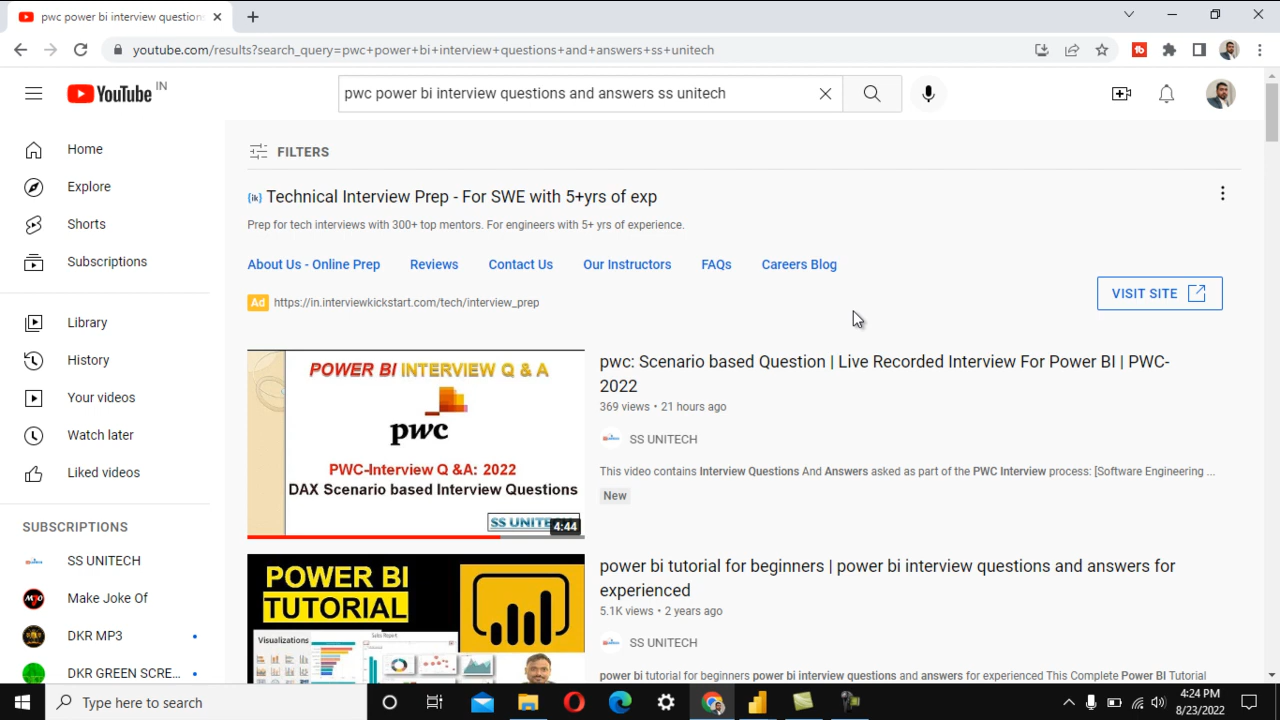 pwc power bi interview questions
youtube.com/results?search_query=pwc+power+bi+interview+questions+and+answers+ss+unitech
YouTube IN
pwc power bi interview questions and answers ss unitech
Home
Explore
Shorts
Subscriptions
Library
History
Your videos
Watch later
Liked videos
SUBSCRIPTIONS
SS UNITECH
Make Joke Of
DKR MP3
DKR GREEN SCRE...
FILTERS
{ik} Technical Interview Prep - For SWE with 5+yrs of exp
Prep for tech interviews with 300+ top mentors. For engineers with 5+ yrs of experience.
About Us - Online Prep Reviews Contact Us Our Instructors FAQs Careers Blog
Ad https://in.interviewkickstart.com/tech/interview_prep
VISIT SITE
POWER BI INTERVIEW Q & A
pwc
PWC-Interview Q &A: 2022
DAX Scenario based Interview Questions
SS UNITE
4:44
pwc: Scenario based Question | Live Recorded Interview For Power BI | PWC-
2022
369 views • 21 hours ago
SS UNITECH
This video contains Interview Questions And Answers asked as part of the PWC Interview process: [Software Engineering ...
New
POWER BI
TUTORIAL
Visualizations
Sales Report
power bi tutorial for beginners | power bi interview questions and answers for
experienced
5.1K views • 2 years ago
SS UNITECH
power bi tutorial for beginners power bi interview questions and answers for experienced This Complete Power BI Tutorial
Type here to search
4:24 PM
8/23/2022